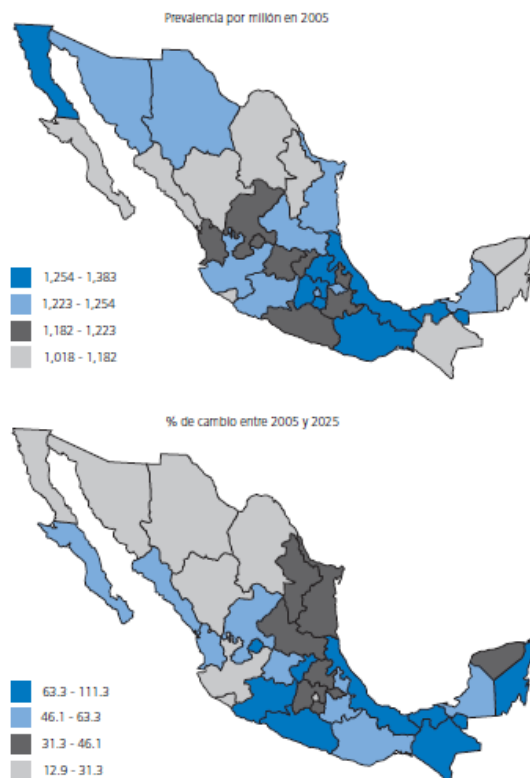 Prevalencia por millón en 2005
1,254 - 1,383
1,223 - 1,254
1,182 - 1,223
1,018 - 1,182
% de cambio entre 2005 y 2025
63.3 - 111.3
46.1 - 63.3
31.3 - 46.1
12.9 - 31.3